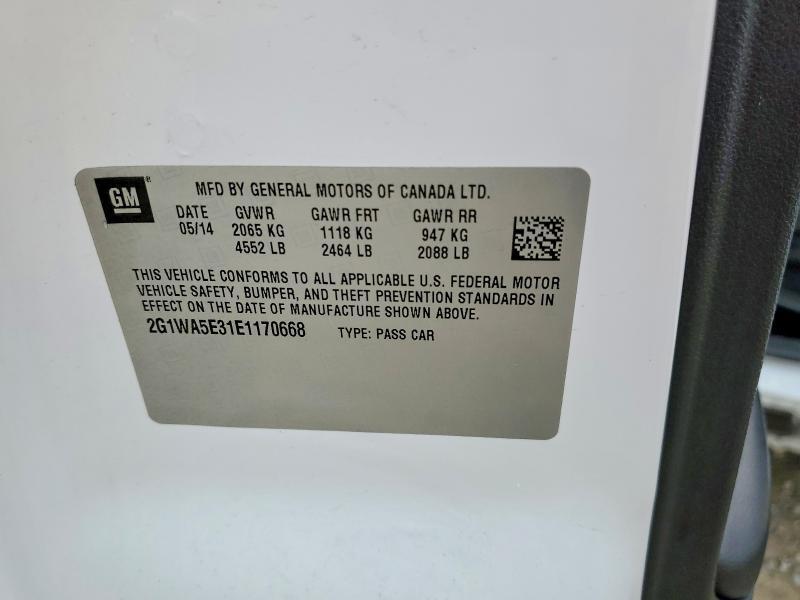 GM
MFD BY GENERAL MOTORS OF CANADA LTD.
DATE GVWR GAWR FRT GAWR RR
05/14 2065 KG 1118 KG 947 KG
4552 LB 2464 LB 2088 LB
THIS VEHICLE CONFORMS TO ALL APPLICABLE U.S. FEDERAL MOTOR
VEHICLE SAFETY, BUMPER, AND THEFT PREVENTION STANDARDS IN
EFFECT ON THE DATE OF MANUFACTURE SHOWN ABOVE.
2G1WA5E31E1170668 TYPE: PASS CAR